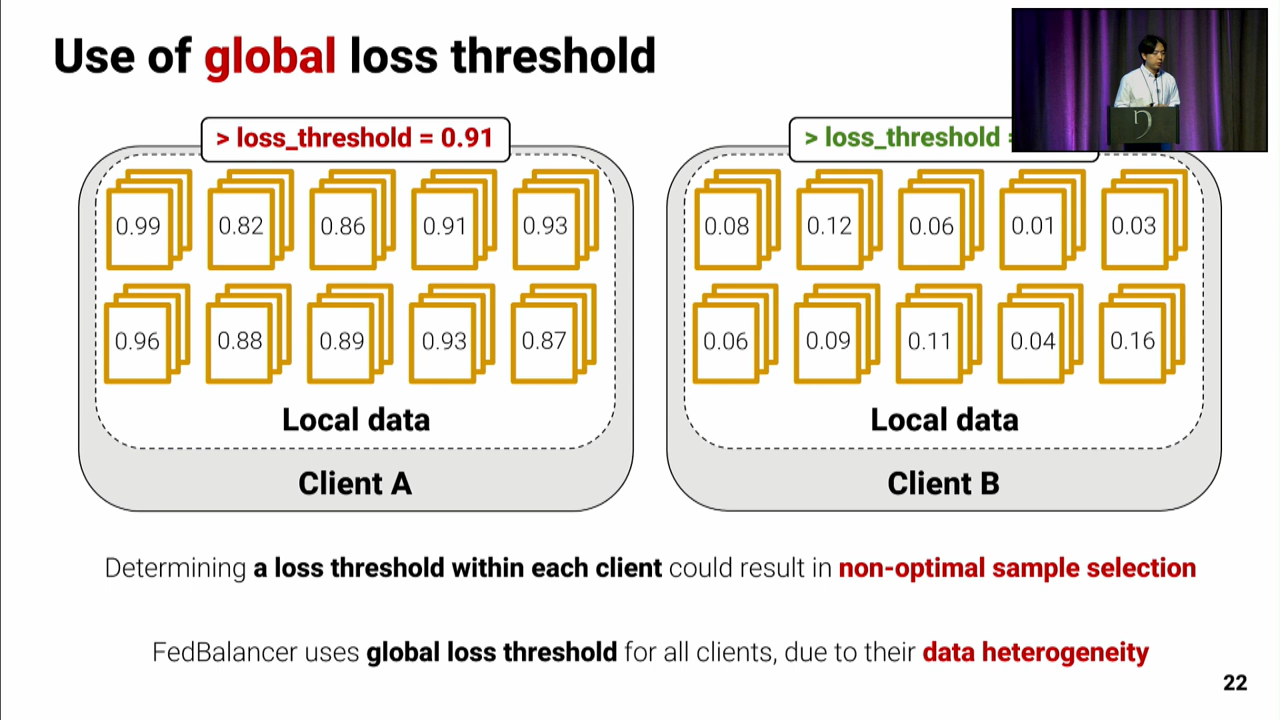 Use of global loss threshold
> loss_threshold = 0.91
> loss_threshold
0.99 0.82 0.86 0.91 0.93
0.08 0.12 0.06 0.01 0.03
0.96 0.88 0.89 0.93 0.87
0.06 0.09 0.11 0.04 0.16
Local data
Local data
Client A
Client B
Determining a loss threshold within each client could result in non-optimal sample selection
FedBalancer uses global loss threshold for all clients, due to their data heterogeneity
22